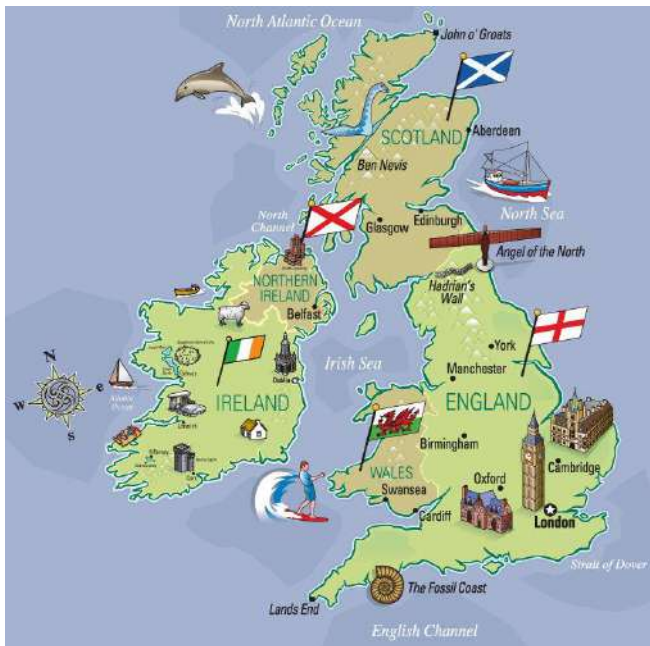 North Atlantic Ocean
John o' Groats
SCOTLAND
Aberdeen
Ben Nevis
North
Channel
Glasgow
Edinburgh
North Sea
Angel of the North
Hadrian's
Wall
NORTHERN
IRELAND
Belfast
N
e
W
s
Irish Sea
York
Manchester
Dublin
IRELAND
ENGLAND
Birmingham
WALES
Swansea
Cardiff
Oxford
Cambridge
London
Strait of Dover
The Fossil Coast
Lands End
English Channel